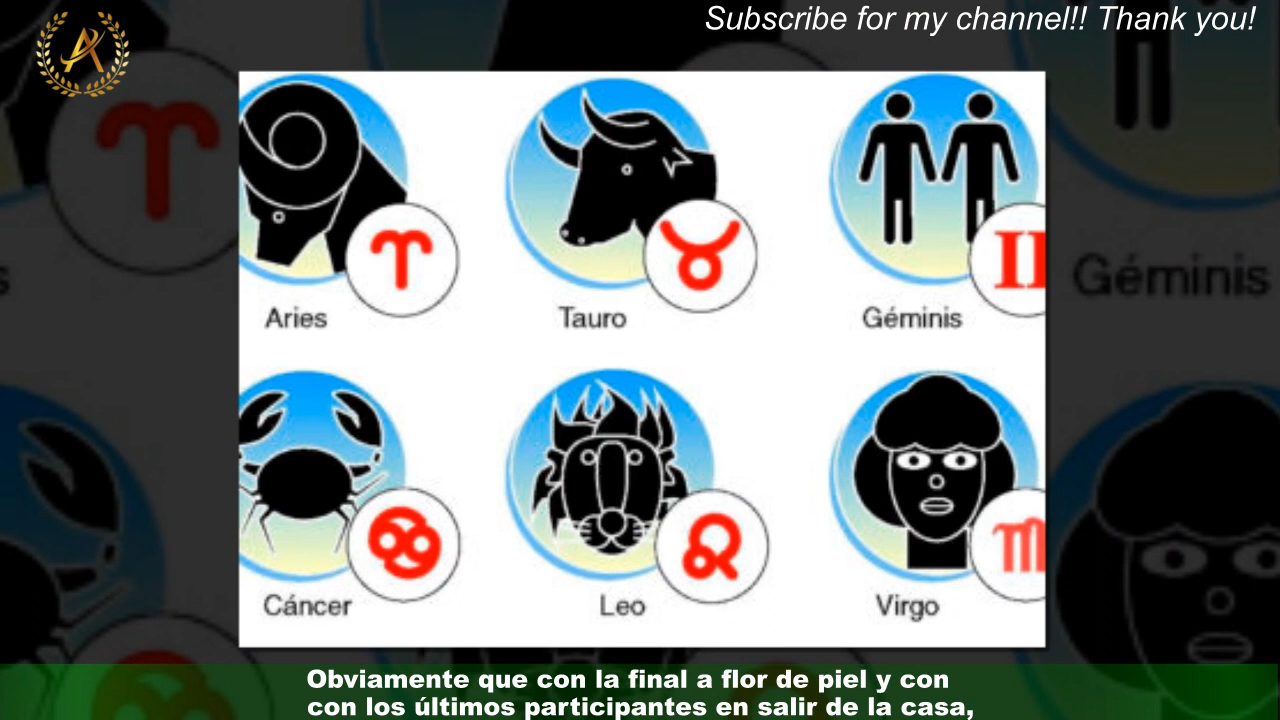 Subscribe for my channel!! Thank you!
Aries
Tauro
Géminis
Géminis
Cáncer
Leo
Virgo
Obviamente que con la final a flor de piel y con
con los últimos participantes en salir de la casa,